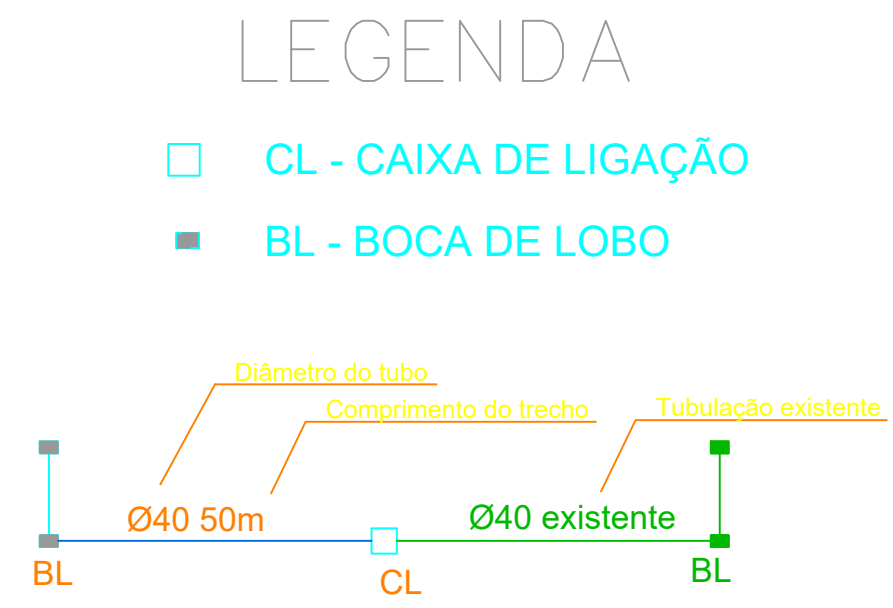 LEGENDA
CL - CAIXA DE LIGAÇÃO
BL - BOCA DE LOBO
Diâmetro do tubo
Comprimento do trecho
Tubulação existente
Ø40 50m
Ø40 existente
BL
CL
BL